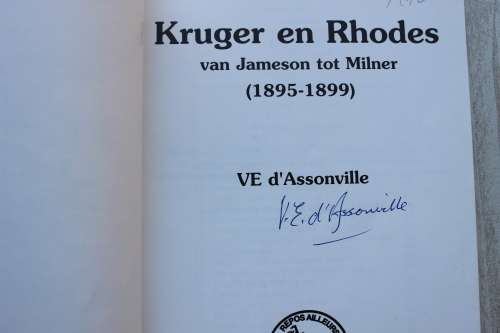 Kruger en Rhodes
van Jameson tot Milner
(1895-1899)
VE d'Assonville
V.E. d'Assonville
REPOS AILLEURS